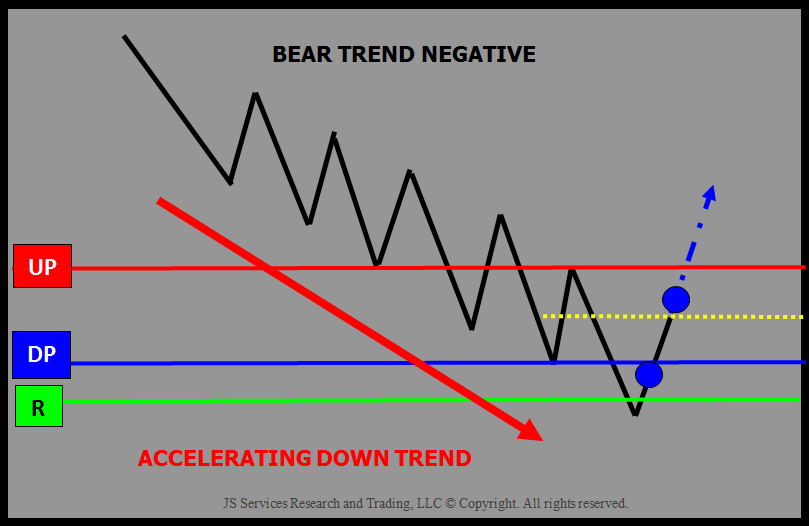 BEAR TREND NEGATIVE
UP
DP
R
ACCELERATING DOWN TREND
JS Services Research and Trading, LLC © Copyright. All rights reserved.